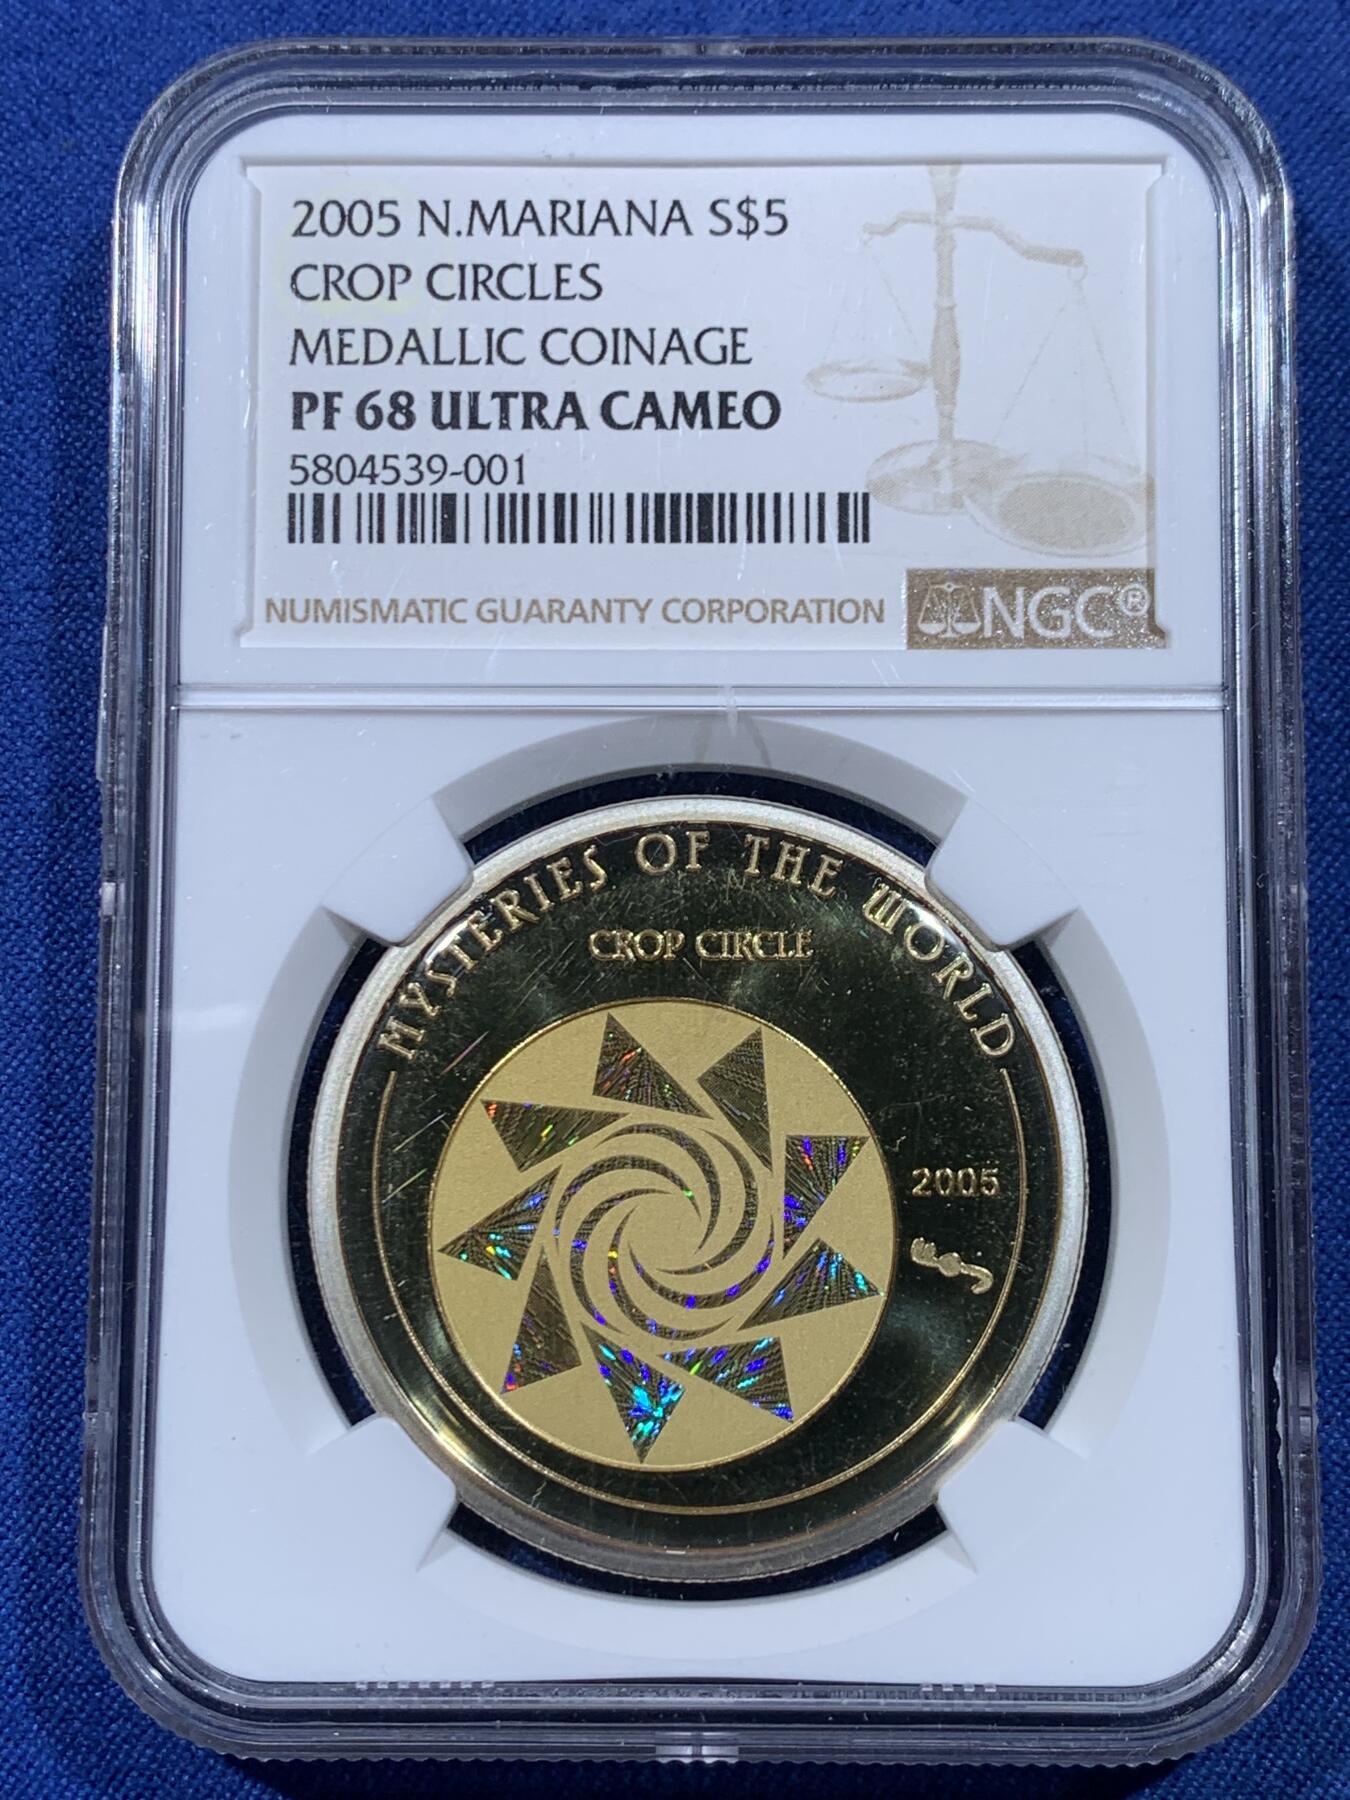 2005 N.MARIANA S$5
CROP CIRCLES
MEDALLIC COINAGE
PF 68 ULTRA CAMEO
5804539-001
NUMISMATIC GUARANTY CORPORATION
NGC®
MYSTERIES OF THE WORLD
CROP CIRCLE
2005